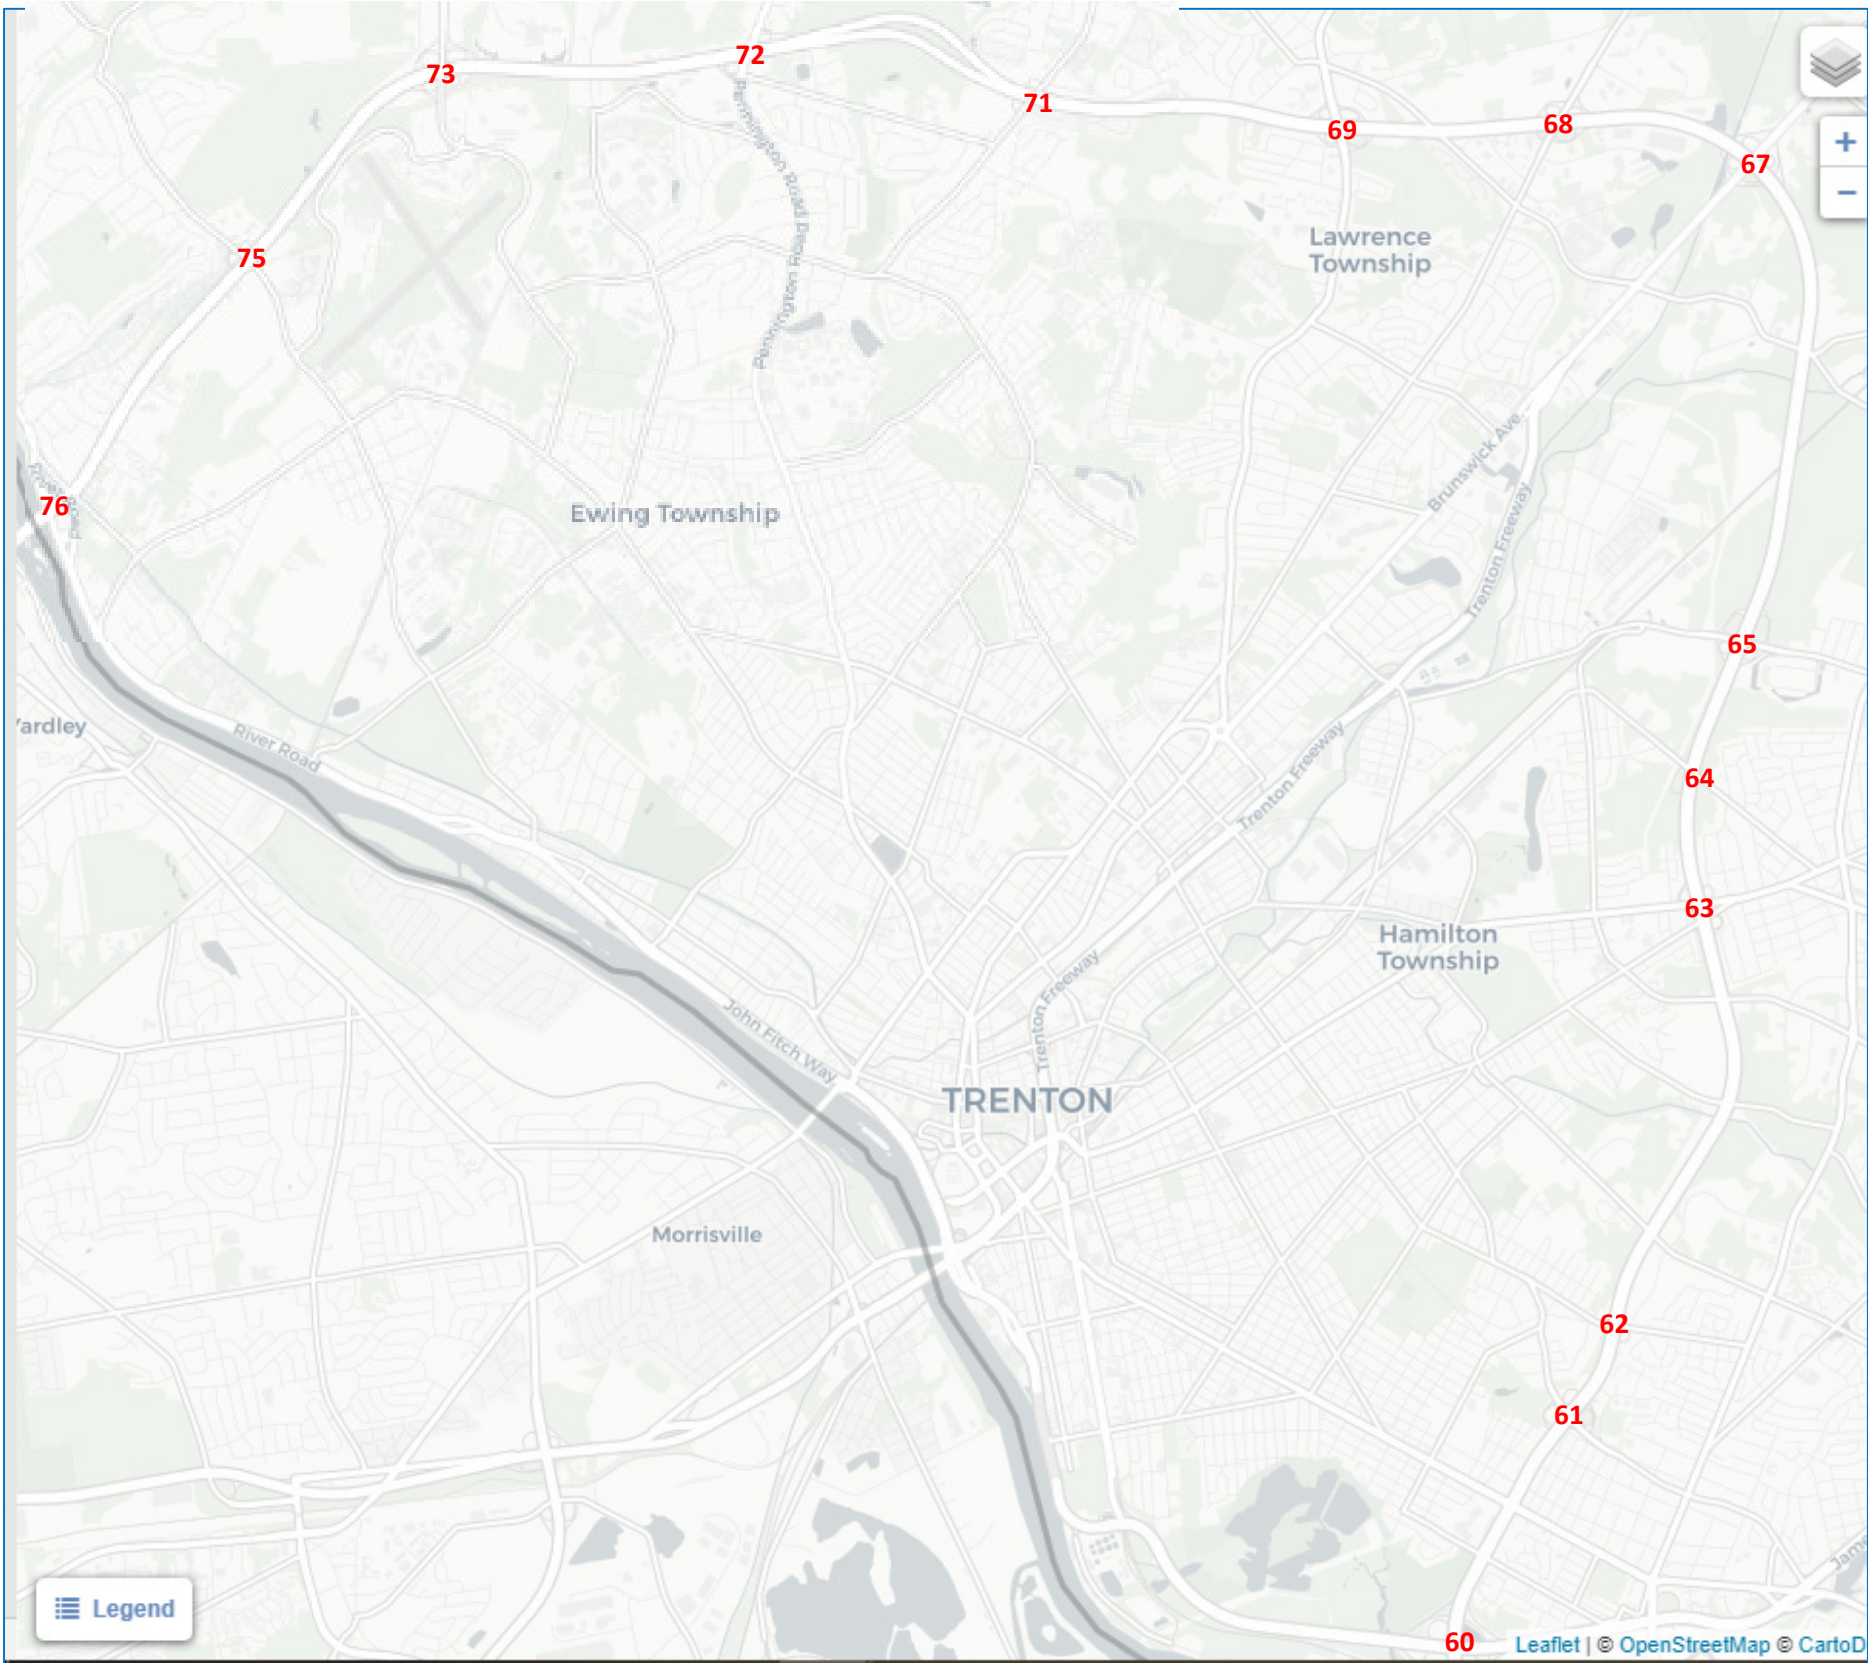 72
73
71
69
68
67
+
−
Pennington Road
Lawrence
Township
75
Pennington Road
Brunswick Ave.
76
Ewing Township
Trenton Freeway
65
River Road
64
Trenton Freeway
63
Hamilton
Township
Trenton Freeway
John Fitch Way
TRENTON
Morrisville
62
61
Legend
60
Leaflet | © OpenStreetMap © CartoD